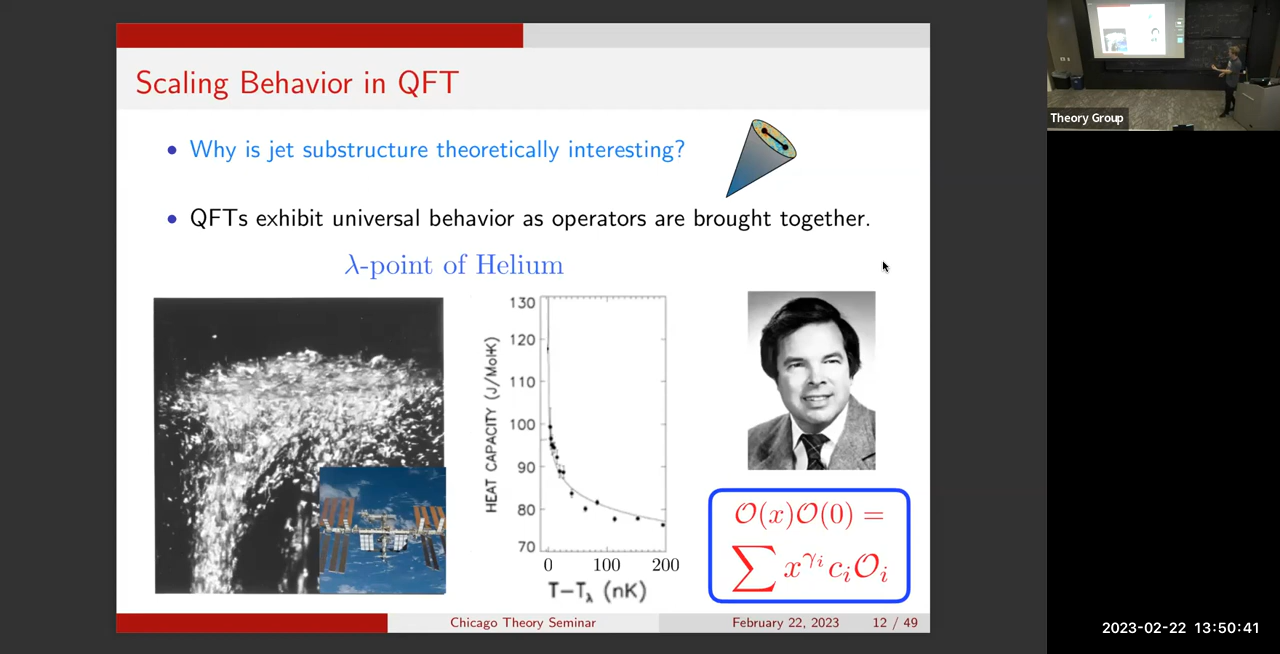 Scaling Behavior in QFT
• Why is jet substructure theoretically interesting?
• QFTs exhibit universal behavior as operators are brought together.
λ-point of Helium
HEAT CAPACITY (J/MolK)
130
120
110
100
90
80
70
0 100 200
T−Tλ (nK)
𝒪(x)𝒪(0) =
∑ x^{γ_i} c_i 𝒪_i
Chicago Theory Seminar February 22, 2023 12 / 49
Theory Group
2023-02-22 13:50:41